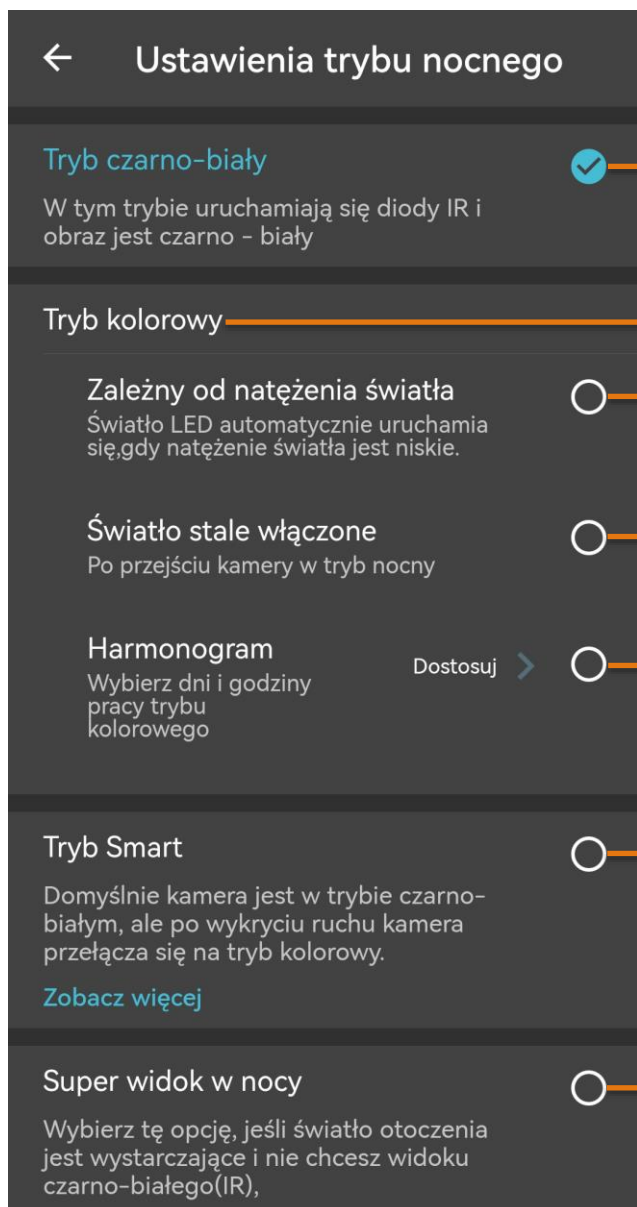 Ustawienia trybu nocnego
Tryb czarno-biały
W tym trybie uruchamiają się diody IR i
obraz jest czarno - biały
Tryb kolorowy
Zależny od natężenia światła
Światło LED automatycznie uruchamia
się,gdy natężenie światła jest niskie.
Światło stale włączone
Po przejściu kamery w tryb nocny
Harmonogram
Wybierz dni i godziny
pracy trybu
kolorowego
Dostosuj
Tryb Smart
Domyślnie kamera jest w trybie czarno-
białym, ale po wykryciu ruchu kamera
przełącza się na tryb kolorowy.
Zobacz więcej
Super widok w nocy
Wybierz tę opcję, jeśli światło otoczenia
jest wystarczające i nie chcesz widoku
czarno-białego(IR),